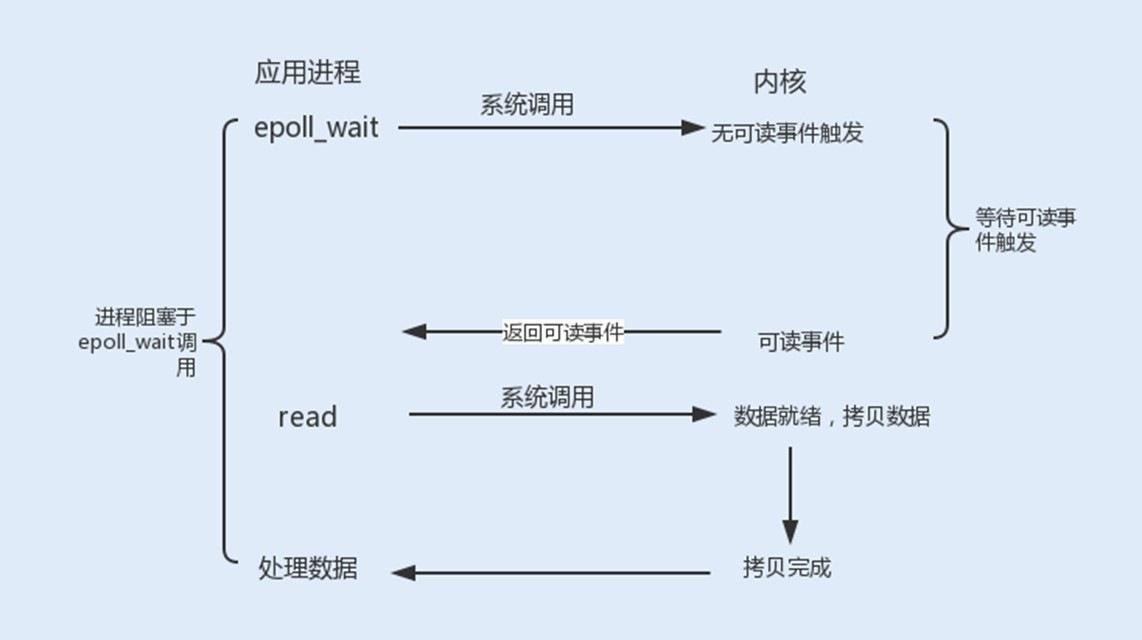 应用进程
内核
系统调用
epoll_wait
无可读事件触发
等待可读事
件触发
进程阻塞于
epoll_wait调
用
返回可读事件
可读事件
系统调用
read
数据就绪，拷贝数据
处理数据
拷贝完成